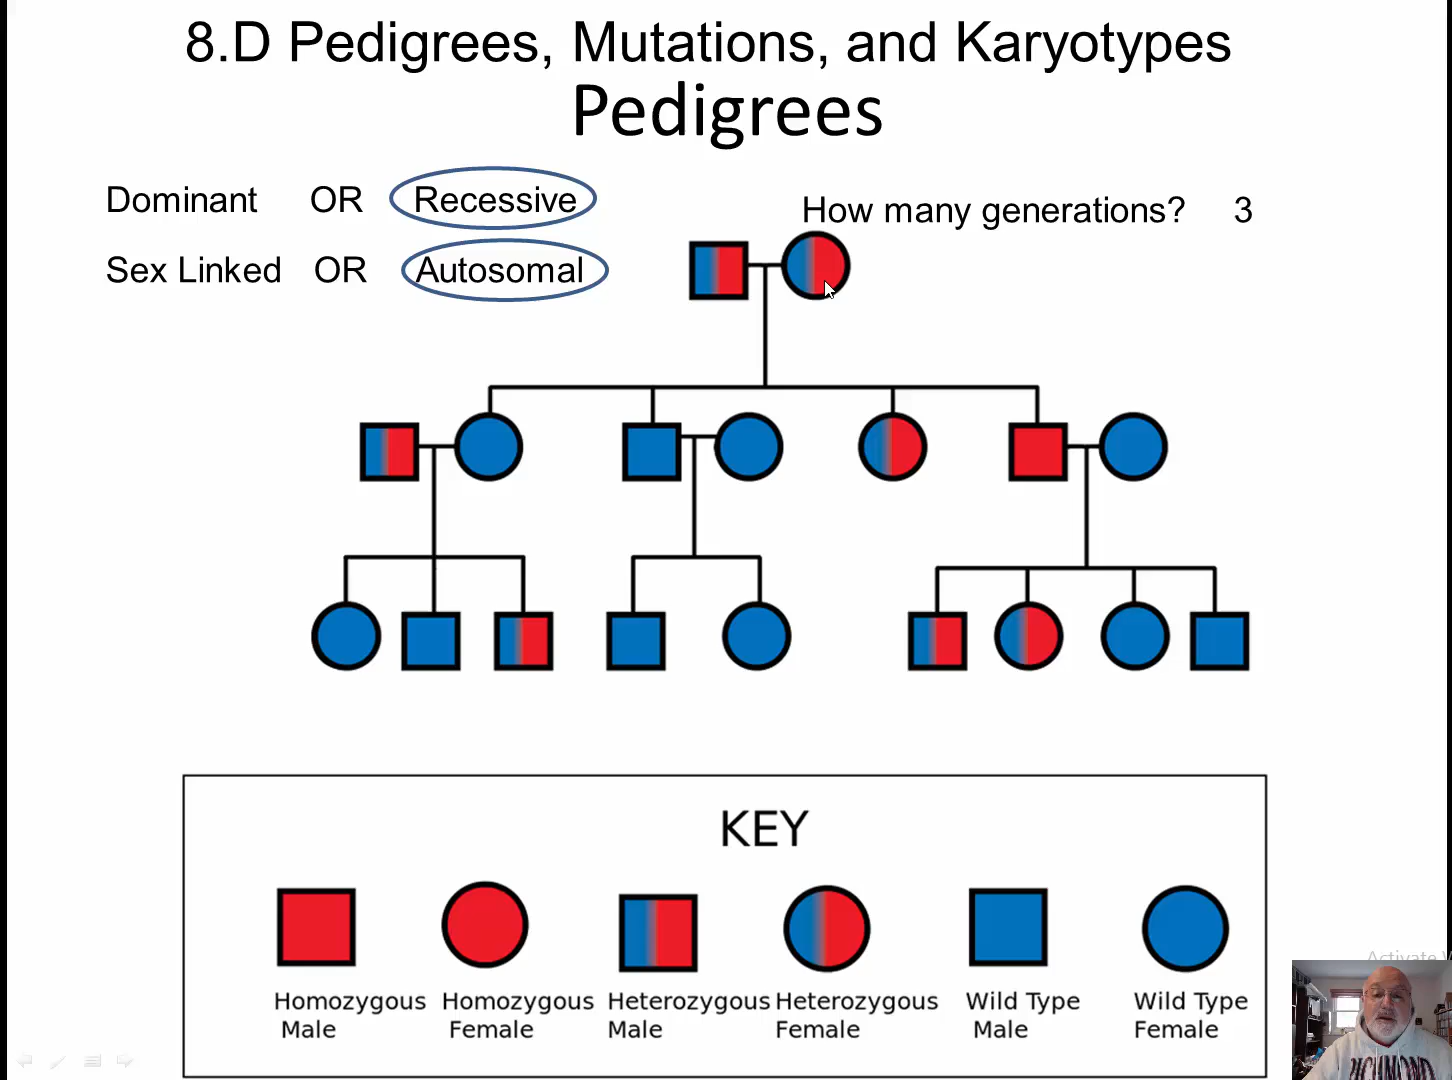 8.D Pedigrees, Mutations, and Karyotypes
Pedigrees
Dominant OR Recessive
How many generations? 3
Sex Linked OR Autosomal
KEY
Homozygous Male
Homozygous Female
Heterozygous Male
Heterozygous Female
Wild Type Male
Wild Type Female
Activate